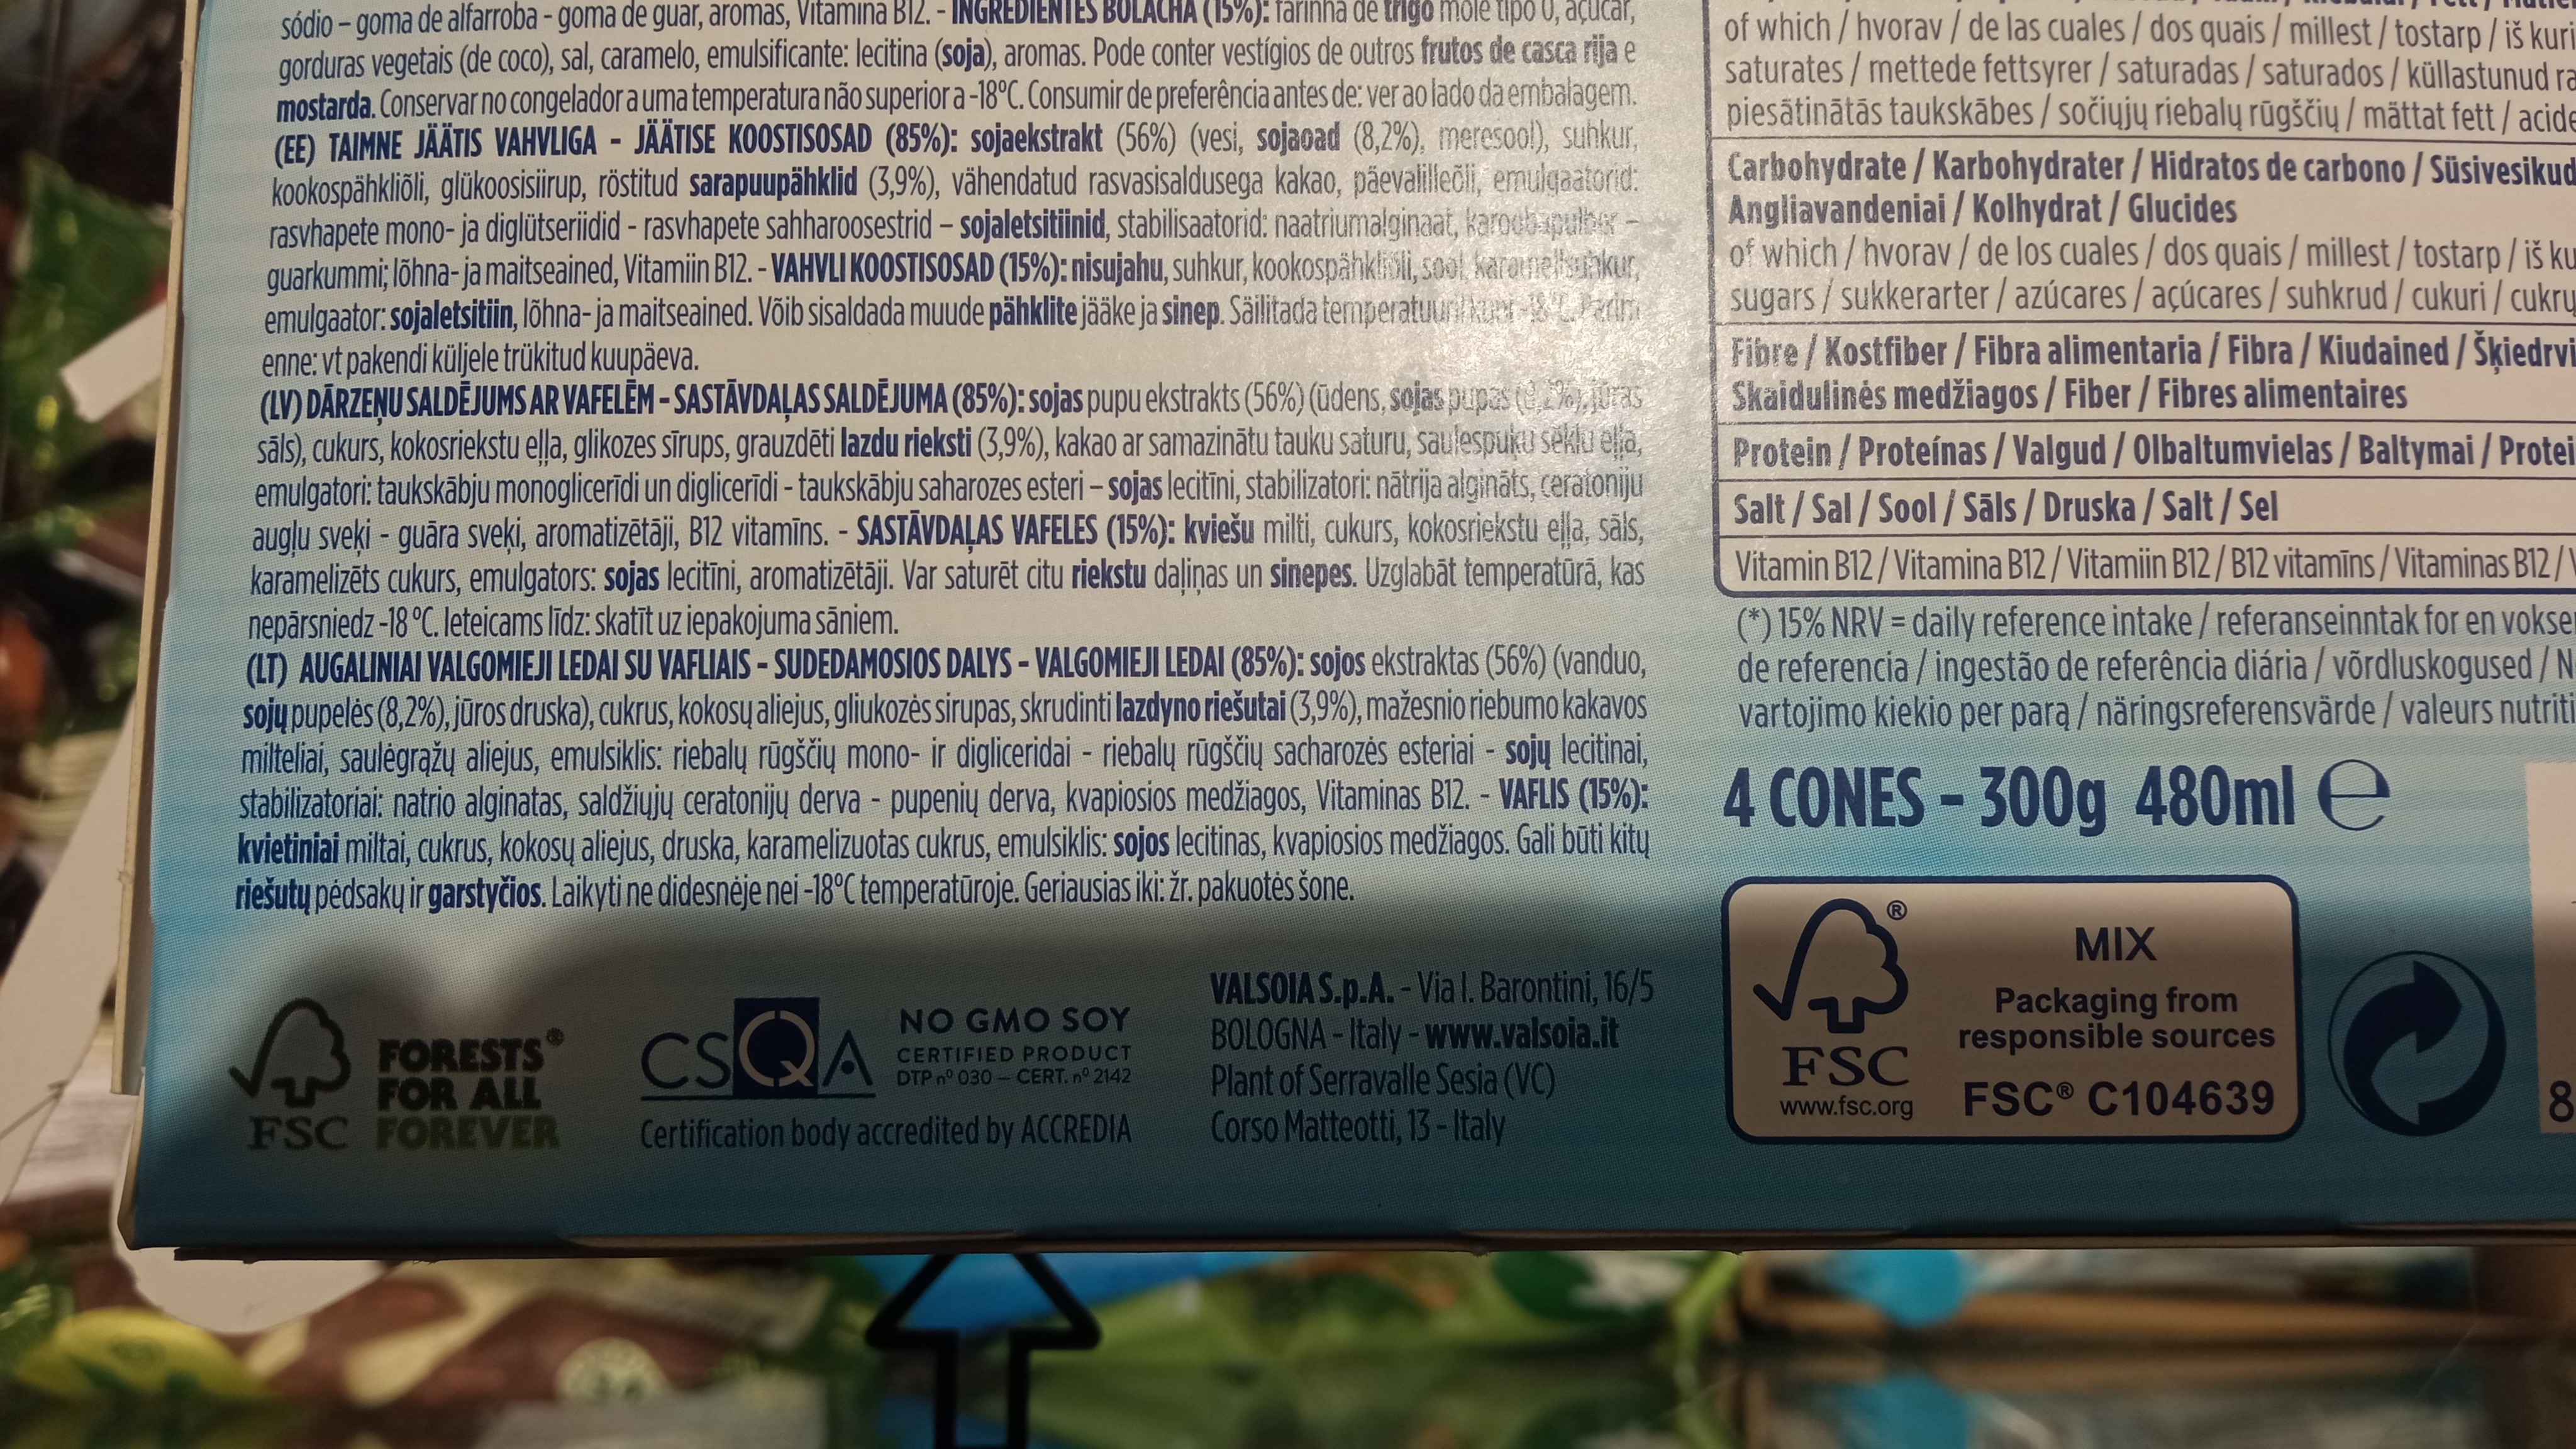 sódio – goma de alfarroba - goma de guar, aromas, Vitamina B12. - INGREDIENTES BOLACHA (15%): farinha de trigo mole tipo 0, açúcar,
gorduras vegetais (de coco), sal, caramelo, emulsificante: lecitina (soja), aromas. Pode conter vestígios de outros frutos de casca rija e
mostarda. Conservar no congelador a uma temperatura não superior a -18°C. Consumir de preferência antes de: ver ao lado da embalagem.
(EE) TAIMNE JÄÄTIS VAHVLIGA - JÄÄTISE KOOSTISOSAD (85%): sojaekstrakt (56%) (vesi, sojaoad (8,2%), meresool), suhkur,
kookospähkliõli, glükoosisiirup, röstitud sarapuupähklid (3,9%), vähendatud rasvasisaldusega kakao, päevalilleõli, emulgaatorid:
rasvhapete mono- ja diglütseriidid - rasvhapete sahharoosestrid – sojaletsitiinid, stabilisaatorid: naatriumalginaat, karoobapulber –
guarkummi; lõhna- ja maitseained, Vitamiin B12. - VAHVLI KOOSTISOSAD (15%): nisujahu, suhkur, kookospähkliõli, sool, karamellsuhkur,
emulgaator: sojaletsitiin, lõhna- ja maitseained. Võib sisaldada muude pähklite jääke ja sinep. Säilitada temperatuuril kuni -18°C. Parim
enne: vt pakendi küljele trükitud kuupäeva.
(LV) DĀRZEŅU SALDĒJUMS AR VAFELĒM - SASTĀVDAĻAS SALDĒJUMA (85%): sojas pupu ekstrakts (56%) (ūdens, sojas pupas (8,2%), jūras
sāls), cukurs, kokosriekstu eļļa, glikozes sīrups, grauzdēti lazdu rieksti (3,9%), kakao ar samazinātu tauku saturu, saulespuķu sēklu eļļa,
emulgatori: taukskābju monoglicerīdi un diglicerīdi - taukskābju saharozes esteri – sojas lecitīni, stabilizatori: nātrija algināts, ceratoniju
augļu sveķi - guāra sveķi, aromatizētāji, B12 vitamīns. - SASTĀVDAĻAS VAFELES (15%): kviešu milti, cukurs, kokosriekstu eļļa, sāls,
karamelizēts cukurs, emulgators: sojas lecitīni, aromatizētāji. Var saturēt citu riekstu daļiņas un sinepes. Uzglabāt temperatūrā, kas
nepārsniedz -18 °C. Ieteicams līdz: skatīt uz iepakojuma sāniem.
(LT) AUGALINIAI VALGOMIEJI LEDAI SU VAFLIAIS - SUDEDAMOSIOS DALYS - VALGOMIEJI LEDAI (85%): sojos ekstraktas (56%) (vanduo,
sojų pupelės (8,2%), jūros druska), cukrus, kokosų aliejus, gliukozės sirupas, skrudinti lazdyno riešutai (3,9%), mažesnio riebumo kakavos
milteliai, saulėgrąžų aliejus, emulsiklis: riebalų rūgščių mono- ir digliceridai - riebalų rūgščių sacharozės esteriai - sojų lecitinai,
stabilizatoriai: natrio alginatas, saldžiųjų ceratonijų derva - pupenių derva, kvapiosios medžiagos, Vitaminas B12. - VAFLIS (15%):
kvietiniai miltai, cukrus, kokosų aliejus, druska, karamelizuotas cukrus, emulsiklis: sojos lecitinas, kvapiosios medžiagos. Gali būti kitų
riešutų pėdsakų ir garstyčios. Laikyti ne didesnėje nei -18°C temperatūroje. Geriausias iki: žr. pakuotės šone.
FSC
FORESTS®
FOR ALL
FOREVER
CSQA
NO GMO SOY
CERTIFIED PRODUCT
DTP n° 030 – CERT. n° 2142
Certification body accredited by ACCREDIA
VALSOIA S.p.A. - Via I. Barontini, 16/5
BOLOGNA - Italy - www.valsoia.it
Plant of Serravalle Sesia (VC)
Corso Matteotti, 13 - Italy
of which / hvorav / de las cuales / dos quais / millest / tostarp / iš kuri
saturates / mettede fettsyrer / saturadas / saturados / küllastunud ra
piesātinātās taukskābes / sočiųjų riebalų rūgščių / mättat fett / acide
Carbohydrate / Karbohydrater / Hidratos de carbono / Süsivesikud
Angliavandeniai / Kolhydrat / Glucides
of which / hvorav / de los cuales / dos quais / millest / tostarp / iš ku
sugars / sukkerarter / azúcares / açúcares / suhkrud / cukuri / cukrų
Fibre / Kostfiber / Fibra alimentaria / Fibra / Kiudained / Šķiedrvi
Skaidulinės medžiagos / Fiber / Fibres alimentaires
Protein / Proteínas / Valgud / Olbaltumvielas / Baltymai / Protei
Salt / Sal / Sool / Sāls / Druska / Salt / Sel
Vitamin B12 / Vitamina B12 / Vitamiin B12 / B12 vitamīns / Vitaminas B12 /
(*) 15% NRV = daily reference intake / referanseinntak for en vokse
de referencia / ingestão de referência diária / võrdluskogused / N
vartojimo kiekio per parą / näringsreferensvärde / valeurs nutriti
4 CONES - 300g 480ml ℮
FSC
www.fsc.org
MIX
Packaging from
responsible sources
FSC® C104639
8